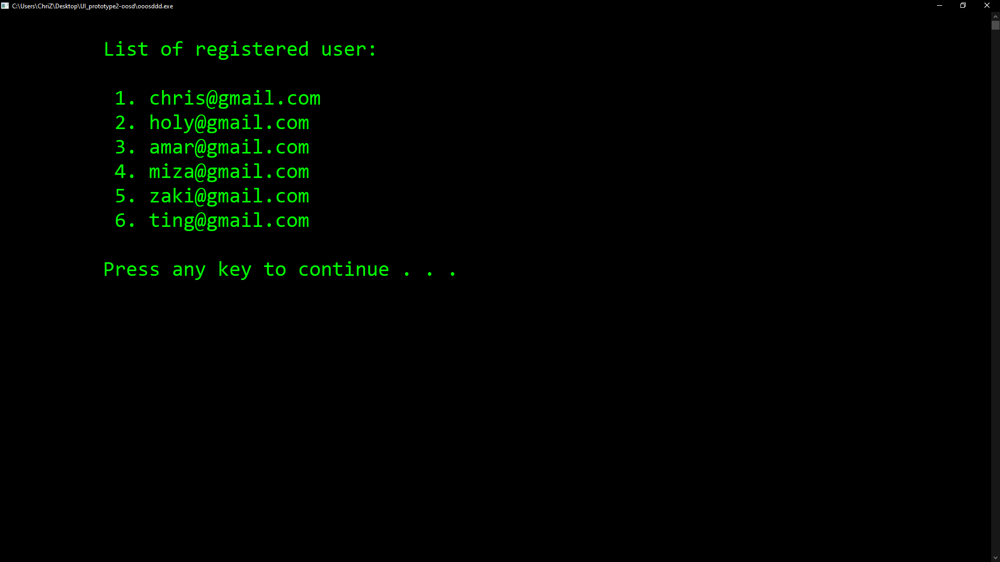 C:\Users\ChriZ\Desktop\UI_prototype2-oosd\ooosddd.exe
List of registered user:
1. chris@gmail.com
2. holy@gmail.com
3. amar@gmail.com
4. miza@gmail.com
5. zaki@gmail.com
6. ting@gmail.com
Press any key to continue . . .